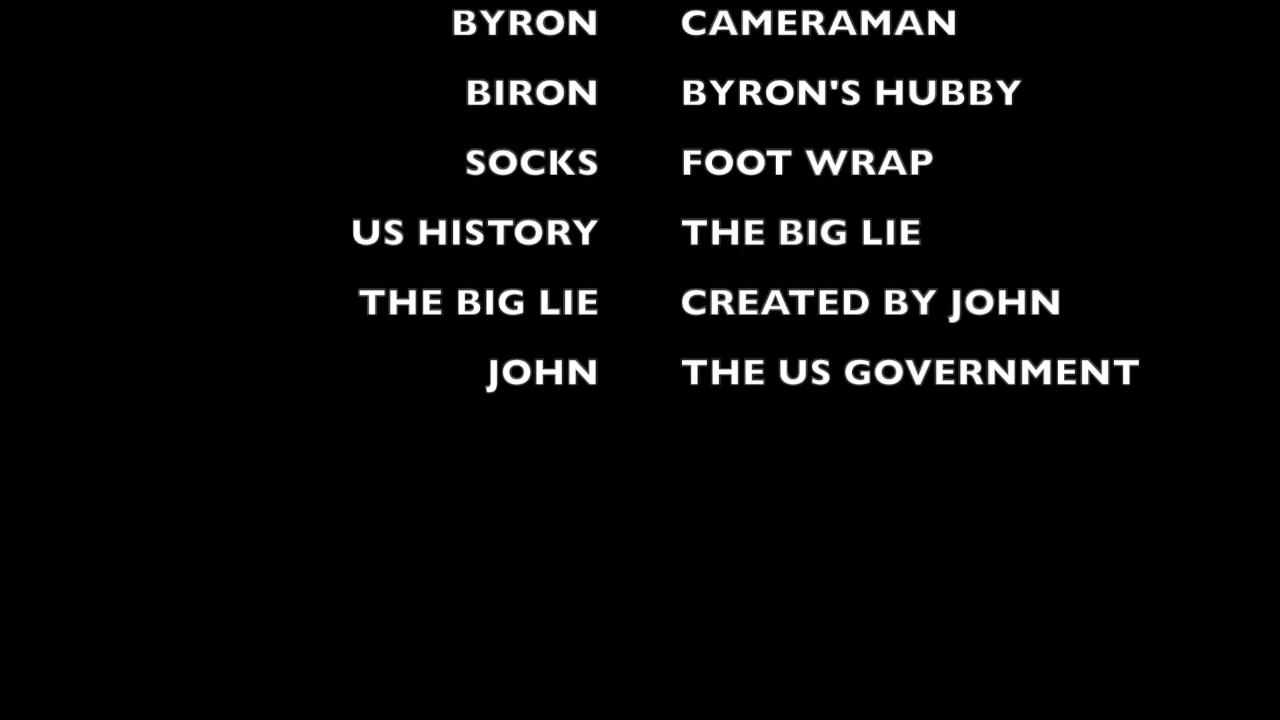 BYRON CAMERAMAN
BIRON BYRON'S HUBBY
SOCKS FOOT WRAP
US HISTORY THE BIG LIE
THE BIG LIE CREATED BY JOHN
JOHN THE US GOVERNMENT